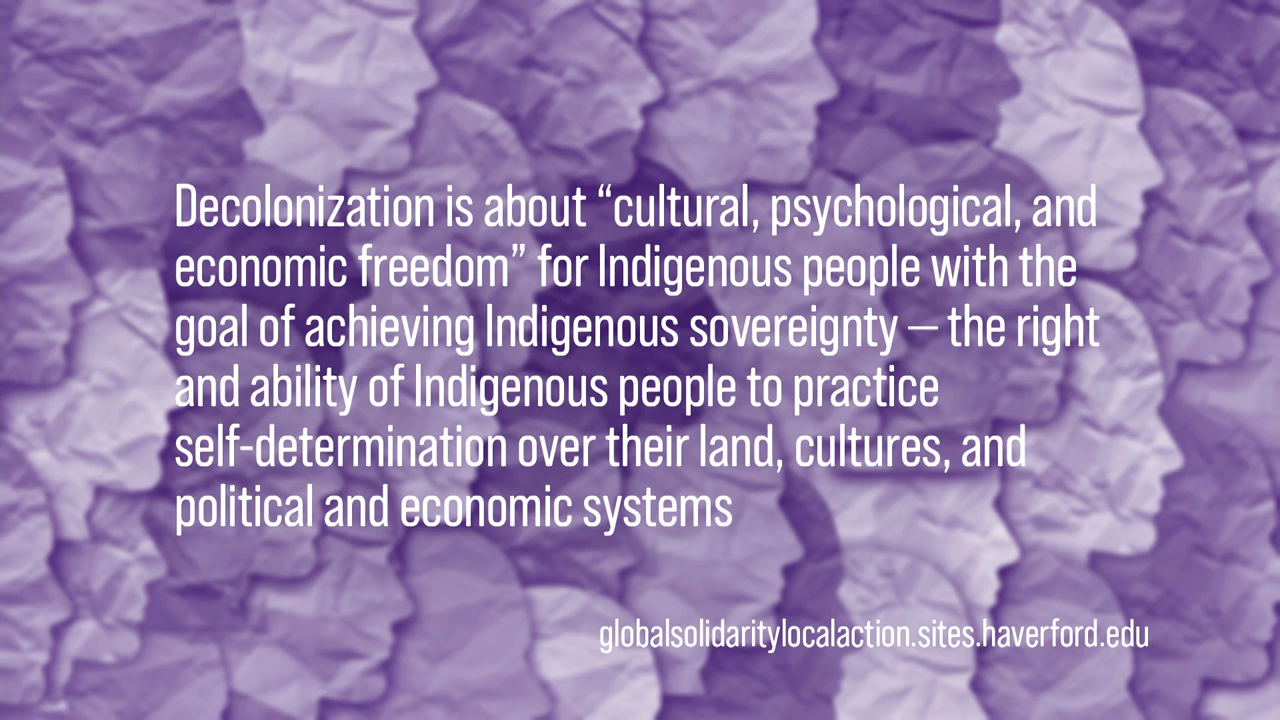 Decolonization is about “cultural, psychological, and
economic freedom” for Indigenous people with the
goal of achieving Indigenous sovereignty — the right
and ability of Indigenous people to practice
self-determination over their land, cultures, and
political and economic systems
globalsolidaritylocalaction.sites.haverford.edu